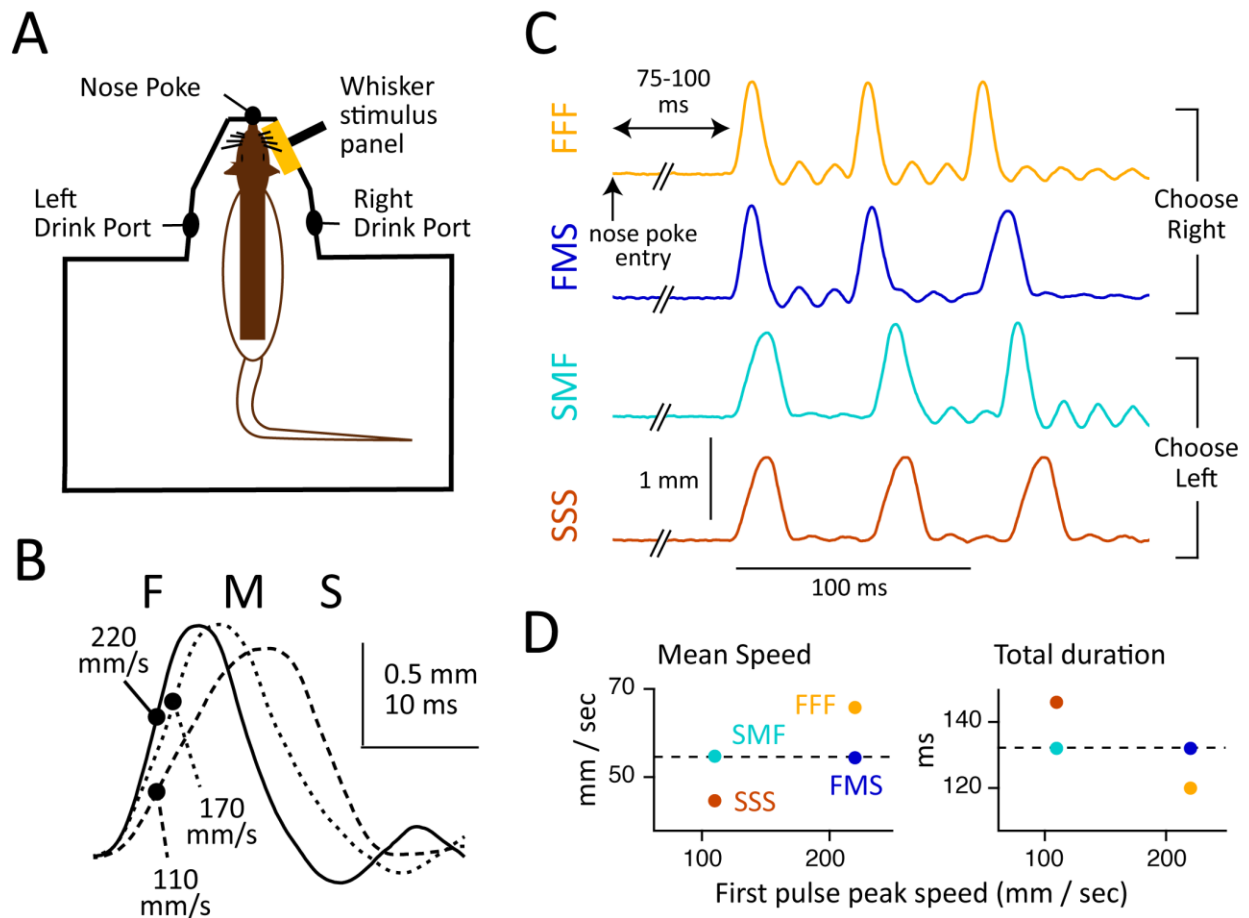 A
Nose Poke
Whisker
stimulus
panel
Left
Drink Port
Right
Drink Port
B
F M S
220
mm/s
0.5 mm
10 ms
170
mm/s
110
mm/s
C
75-100
ms
FFF
nose poke
entry
FMS
Choose
Right
SMF
1 mm
SSS
Choose
Left
100 ms
D
Mean Speed
70
50
mm / sec
FFF
SMF
FMS
SSS
100 200
Total duration
140
120
ms
100 200
First pulse peak speed (mm / sec)